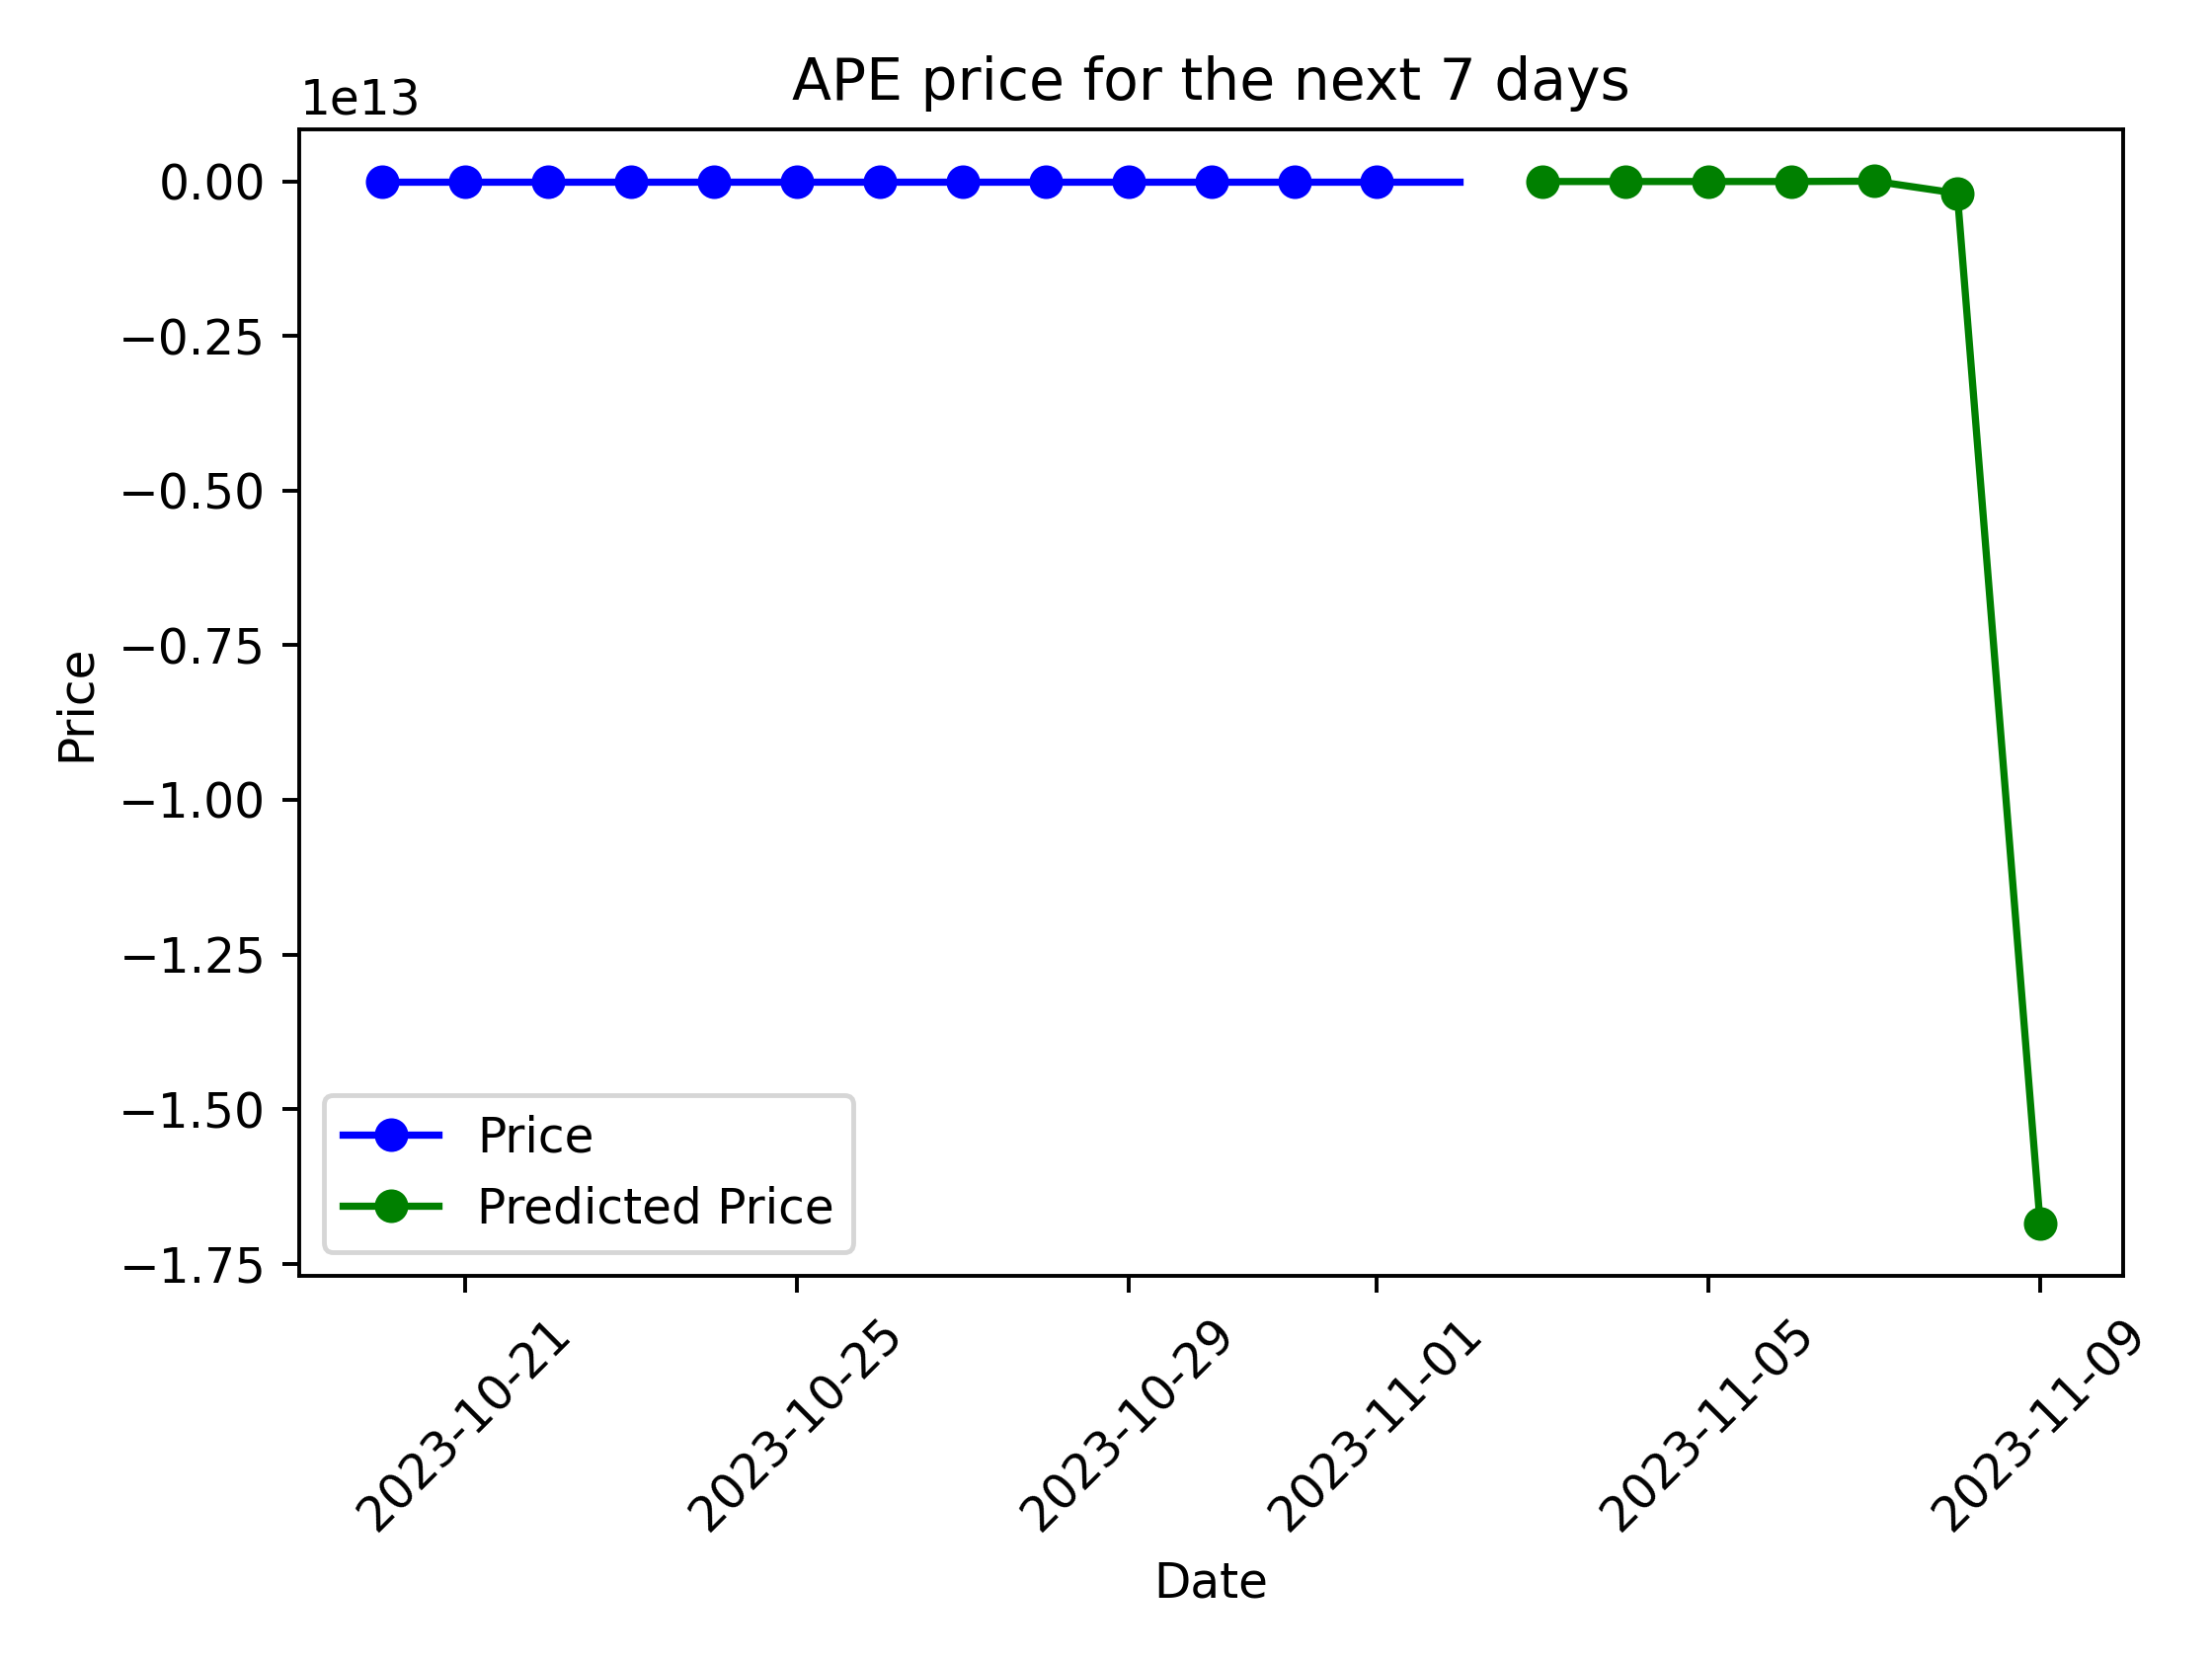 APE price for the next 7 days
1e13
0.00
−0.25
−0.50
−0.75
−1.00
−1.25
−1.50
−1.75
Price
Price
Predicted Price
2023-10-21
2023-10-25
2023-10-29
2023-11-01
2023-11-05
2023-11-09
Date